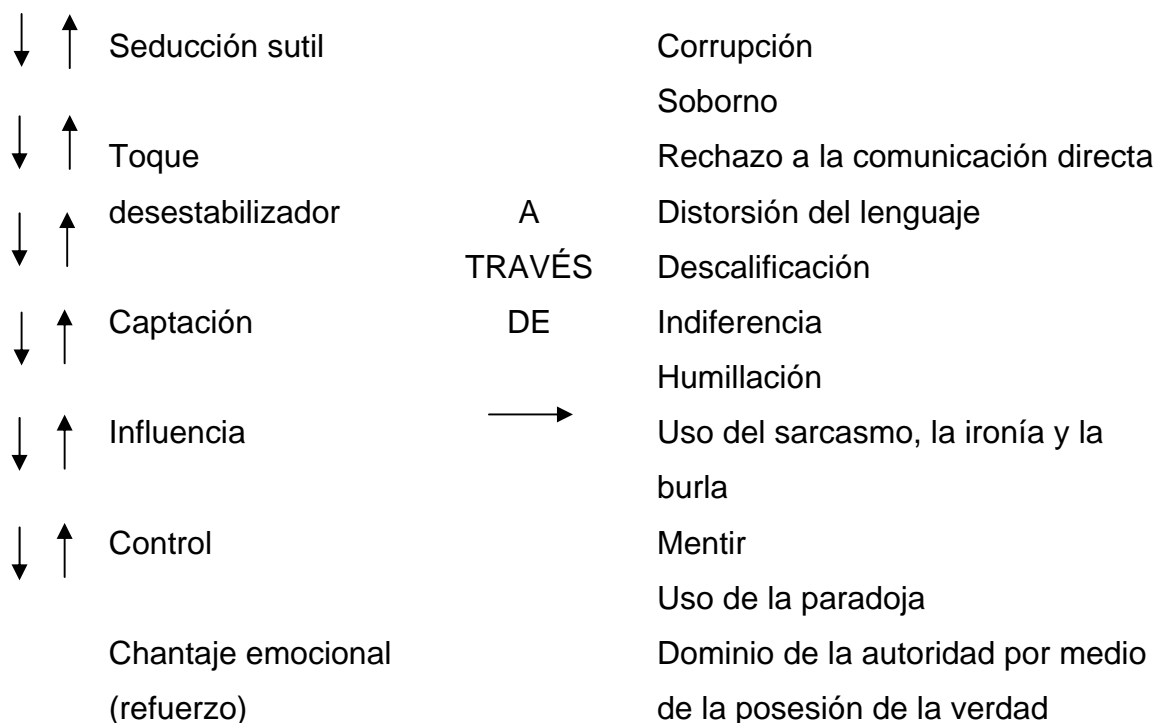 Seducción sutil
Toque
desestabilizador
Captación
Influencia
Control
Chantaje emocional
(refuerzo)
A
TRAVÉS
DE
Corrupción
Soborno
Rechazo a la comunicación directa
Distorsión del lenguaje
Descalificación
Indiferencia
Humillación
Uso del sarcasmo, la ironía y la
burla
Mentir
Uso de la paradoja
Dominio de la autoridad por medio
de la posesión de la verdad